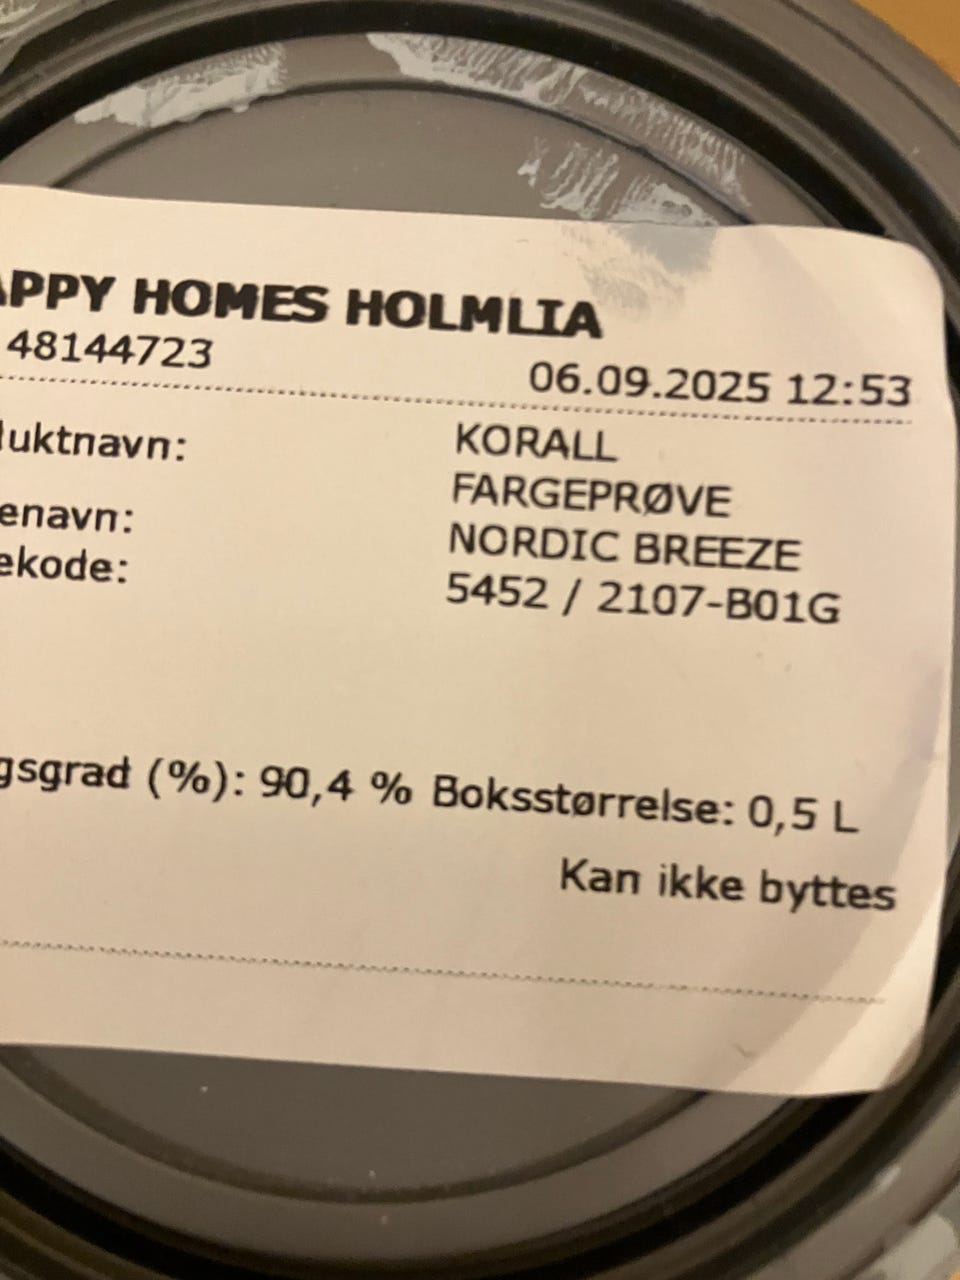 APPY HOMES HOLMLIA
48144723
06.09.2025 12:53
duktnavn: KORALL
FARGEPRØVE
enavn: NORDIC BREEZE
ekode: 5452 / 2107-B01G
gsgrad (%): 90,4 % Boksstørrelse: 0,5 L
Kan ikke byttes